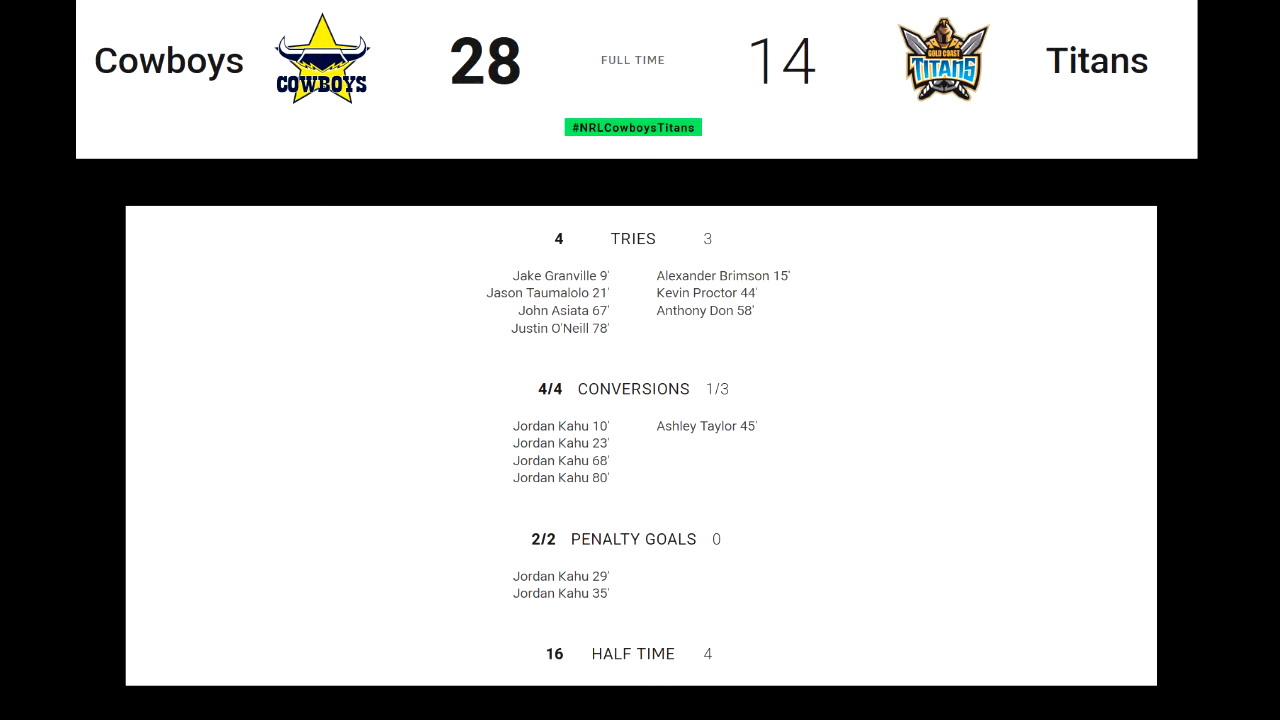 Cowboys COWBOYS 28 FULL TIME 14 GOLD COAST TITANS Titans
#NRLCowboysTitans
4 TRIES 3
Jake Granville 9' Alexander Brimson 15'
Jason Taumalolo 21' Kevin Proctor 44'
John Asiata 67' Anthony Don 58'
Justin O'Neill 78'
4/4 CONVERSIONS 1/3
Jordan Kahu 10' Ashley Taylor 45'
Jordan Kahu 23'
Jordan Kahu 68'
Jordan Kahu 80'
2/2 PENALTY GOALS 0
Jordan Kahu 29'
Jordan Kahu 35'
16 HALF TIME 4